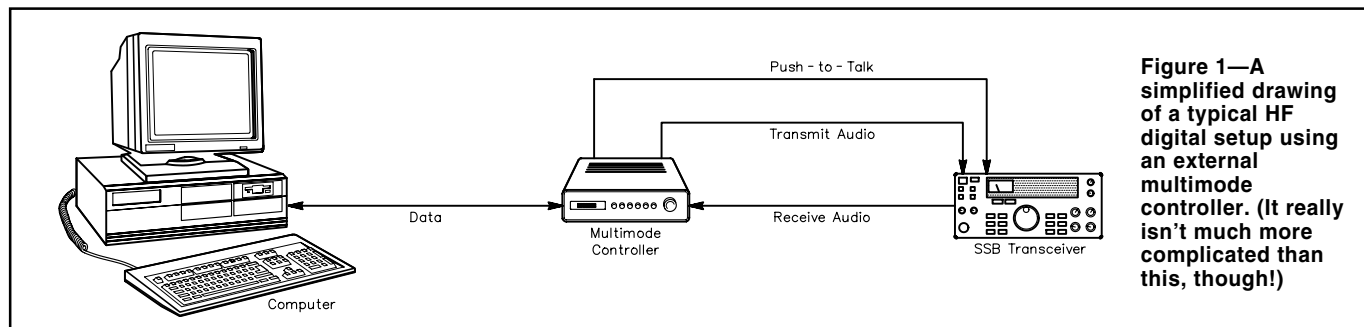 Push-to-Talk
Transmit Audio
Data
Receive Audio
Multimode
Controller
SSB Transceiver
Computer
Figure 1—A
simplified drawing
of a typical HF
digital setup using
an external
multimode
controller. (It really
isn't much more
complicated than
this, though!)